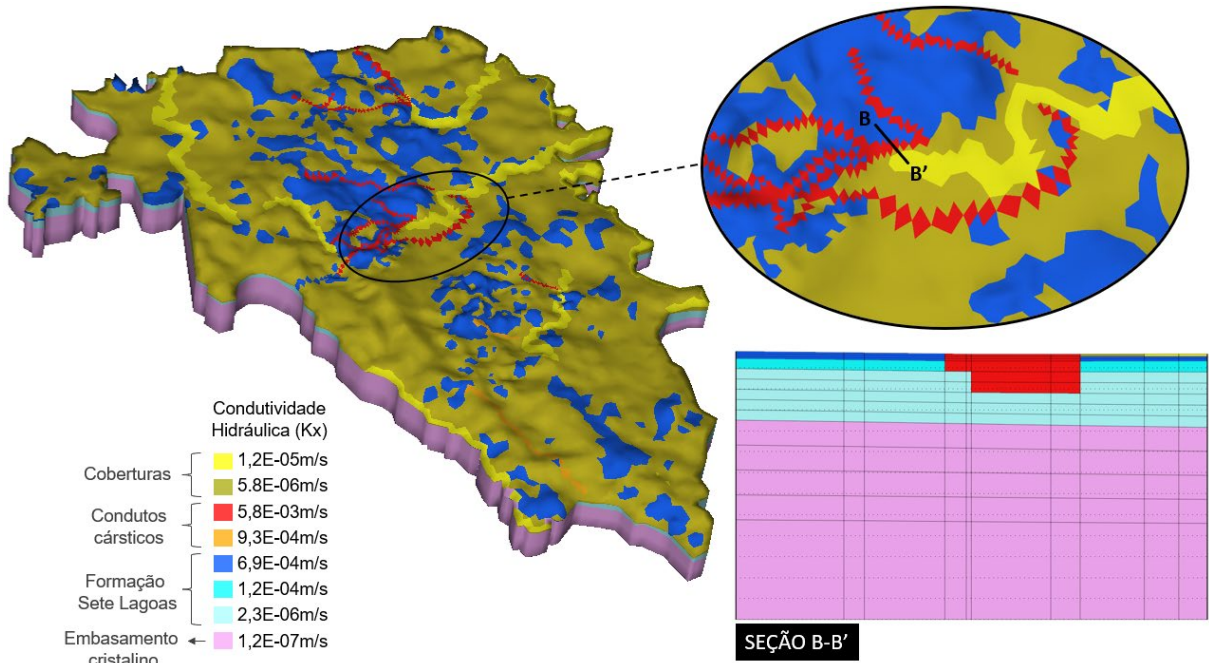 B
B'
Condutividade
Hidráulica (Kx)
Coberturas
1,2E-05m/s
5.8E-06m/s
Condutos
cársticos
5,8E-03m/s
9,3E-04m/s
Formação
Sete Lagoas
6,9E-04m/s
1,2E-04m/s
2,3E-06m/s
Embasamento
cristalino
1,2E-07m/s
SEÇÃO B-B'